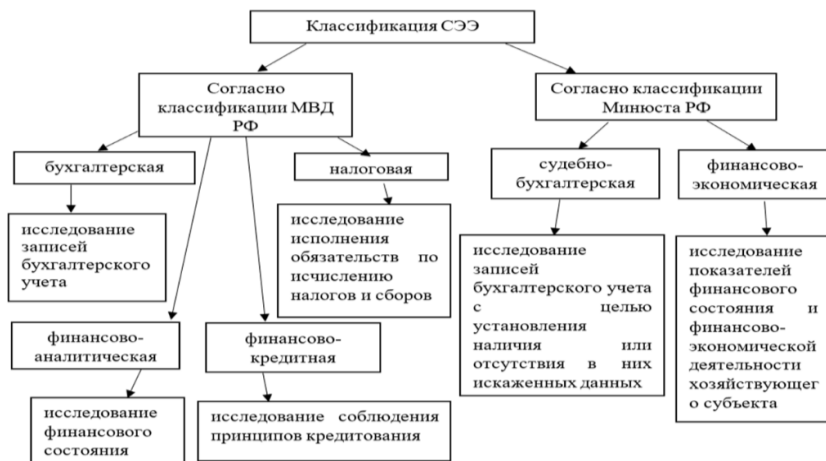 Классификация СЭЭ
Согласно
классификации МВД
РФ
Согласно классификации
Минюста РФ
бухгалтерская
налоговая
судебно-
бухгалтерская
финансово-
экономическая
исследование
записей
бухгалтерского
учета
исследование
исполнения
обязательств по
исчислению
налогов и сборов
исследование
записей
бухгалтерского учета
с целью
установления
наличия или
отсутствия в них
искаженных данных
исследование
показателей
финансового
состояния и
финансово-
экономической
деятельности
хозяйствующег
о субъекта
финансово-
аналитическая
финансово-
кредитная
исследование
финансового
состояния
исследование соблюдения
принципов кредитования